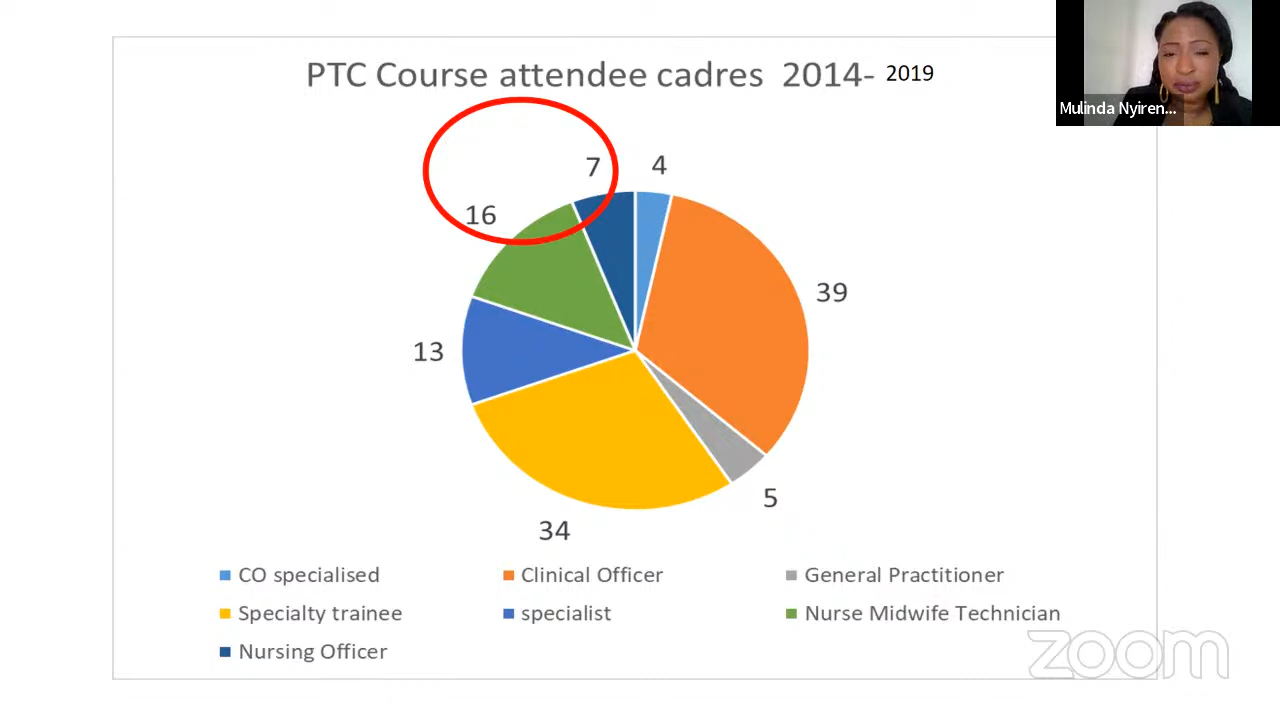 PTC Course attendee cadres 2014- 2019
Mulinda Nyiren...
7
4
16
39
13
5
34
CO specialised
Clinical Officer
General Practitioner
Specialty trainee
specialist
Nurse Midwife Technician
Nursing Officer
zoom